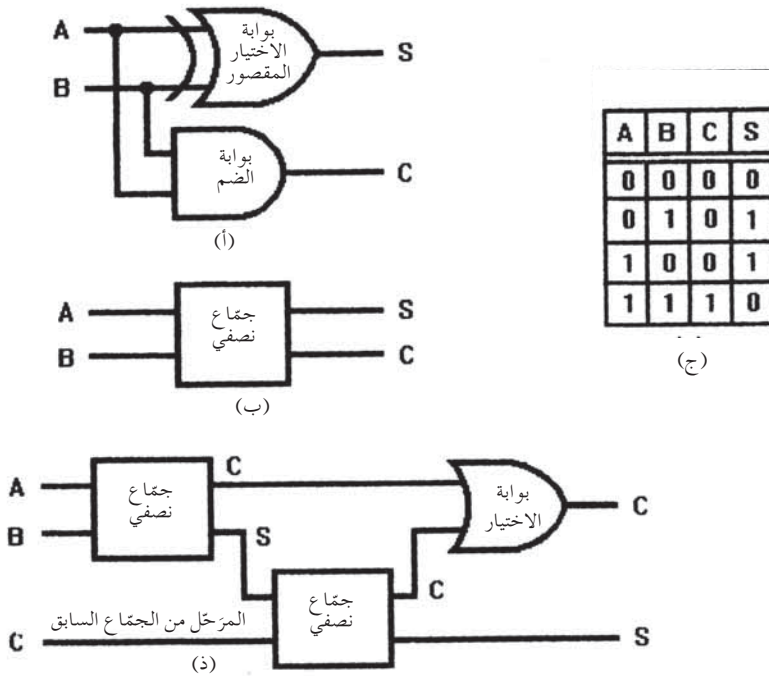 A
بوابة
الاختيار
المقصور
S
B
بوابة
الضم
C
(أ)
A B C S
0 0 0 0
0 1 0 1
1 0 0 1
1 1 1 0
(ج)
A
جمّاع
نصفي
S
B
C
(ب)
A
جمّاع
نصفي
C
بوابة
الاختيار
C
B
S
جمّاع
نصفي
C
المرَحّل من الجمّاع السابق
C
S
(ذ)